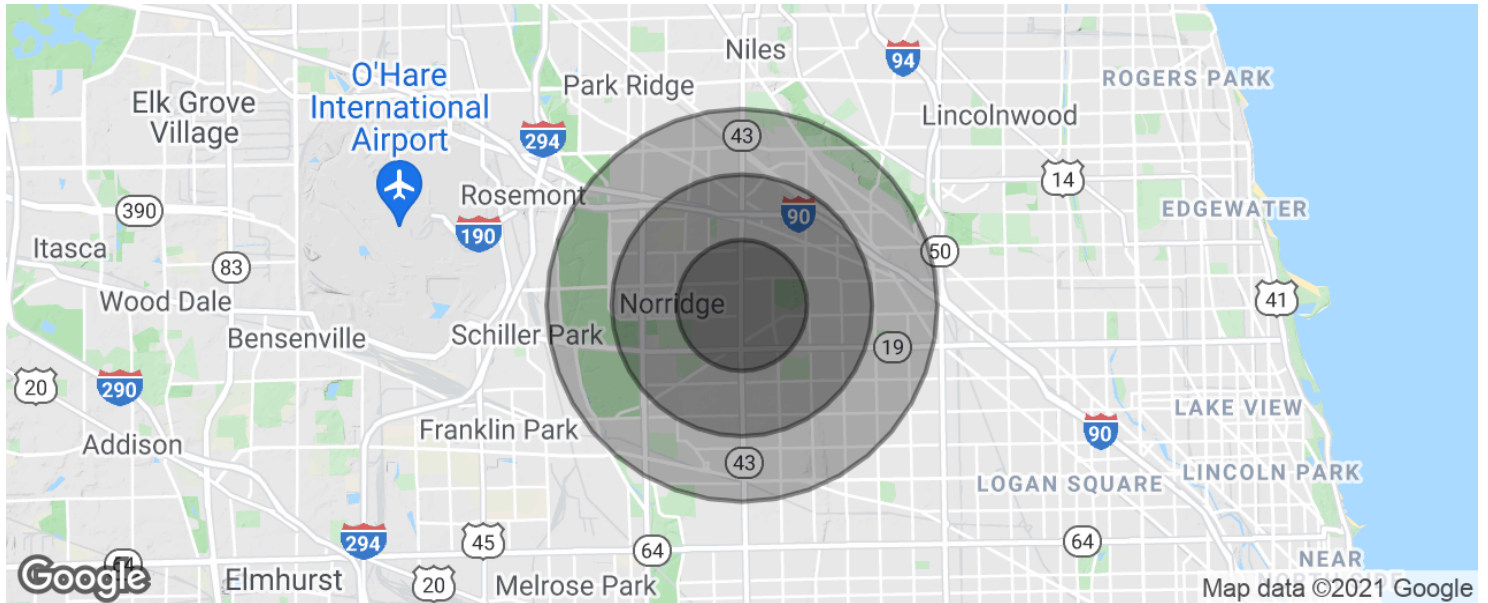 Niles
94
O'Hare
International
Airport
Park Ridge
ROGERS PARK
Elk Grove
Village
Lincolnwood
294
43
14
Rosemont
390
90
EDGEWATER
190
Itasca
83
50
Wood Dale
Norridge
41
Bensenville
Schiller Park
19
20
290
LAKE VIEW
Addison
Franklin Park
90
43
LOGAN SQUARE
LINCOLN PARK
294
45
64
64
NEAR
Google
Elmhurst
20
Melrose Park
Map data ©2021 Google